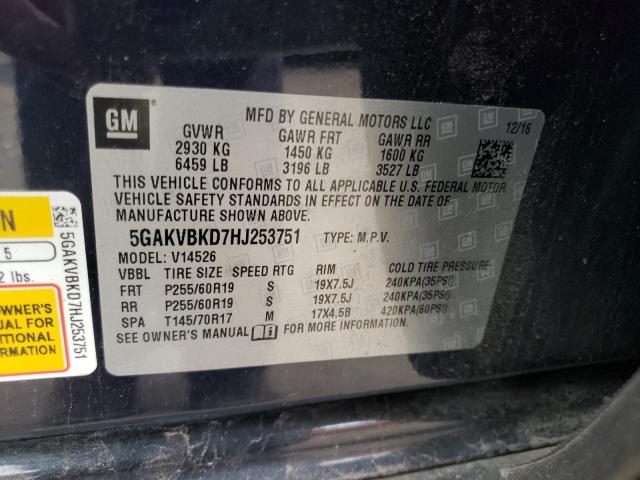 GM
MFD BY GENERAL MOTORS LLC
12/16
GVWR GAWR FRT GAWR RR
2930 KG 1450 KG 1600 KG
6459 LB 3196 LB 3527 LB
THIS VEHICLE CONFORMS TO ALL APPLICABLE U.S. FEDERAL MOTOR
VEHICLE SAFETY STANDARDS IN EFFECT ON THE DATE OF
MANUFACTURE SHOWN ABOVE.
5GAKVBKD7HJ253751 TYPE: M.P.V.
MODEL: V14526
VBBL TIRE SIZE SPEED RTG RIM COLD TIRE PRESSURE
FRT P255/60R19 S 19X7.5J 240KPA(35PSI)
RR P255/60R19 S 19X7.5J 240KPA(35PSI)
SPA T145/70R17 M 17X4.5B 420KPA(60PSI)
SEE OWNER'S MANUAL FOR MORE INFORMATION
N
5
2 lbs.
OWNER'S
UAL FOR
TIONAL
RMATION
5GAKVBKD7HJ253751